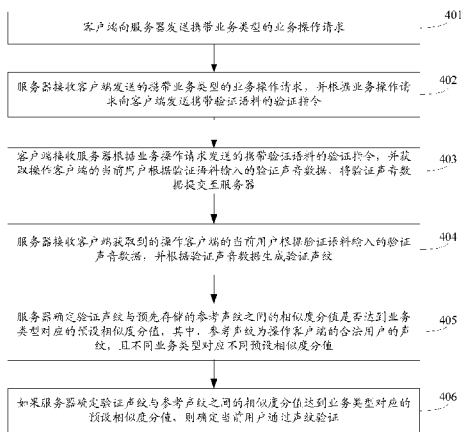 客户端向服务器发送携带业务类型的业务操作请求
401
服务器接收客户端发送的携带业务类型的业务操作请求，并根据业务操作请
求向客户端发送携带验证语料的验证指令
402
客户端接收服务器根据业务操作请求发送的携带验证语料的验证指令，并获
取操作客户端的当前用户根据验证语料输入的验证声音数据、将验证声音数
据提交至服务器
403
服务器接收客户端获取到的操作客户端的当前用户根据验证语料输入的验证
声音数据，并根据验证声音数据生成验证声纹
404
服务器确定验证声纹与预先存储的参考声纹之间的相似度分值是否达到业务
类型对应的预设相似度分值，其中，参考声纹为操作客户端的合法用户的声
纹，且不同业务类型对应不同预设相似度分值
405
如果服务器确定验证声纹与参考声纹之间的相似度分值达到业务类型对应的
预设相似度分值，则确定当前用户通过声纹验证
406